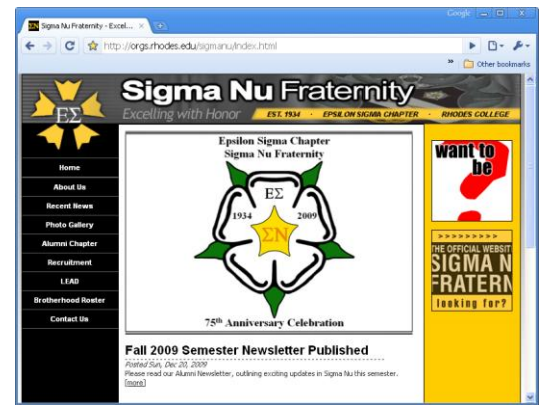 Google
Sigma Nu Fraternity - Excel...
http://orgs.rhodes.edu/sigmanu/index.html
»
Other bookmarks
Sigma Nu Fraternity
Excelling with Honor
EST. 1934 · EPSILON SIGMA CHAPTER · RHODES COLLEGE
ΕΣ
Home
About Us
Recent News
Photo Gallery
Alumni Chapter
Recruitment
LEAD
Brotherhood Roster
Contact Us
Epsilon Sigma Chapter
Sigma Nu Fraternity
ΕΣ
1934 2009
ΣΝ
75th Anniversary Celebration
Fall 2009 Semester Newsletter Published
Posted Sun, Dec 20, 2009
Please read our Alumni Newsletter, outlining exciting updates in Sigma Nu this semester.
[more]
want to
be
?
>>>>>>>>>
THE OFFICIAL WEBSIT
SIGMA N
FRATERN
looking for?